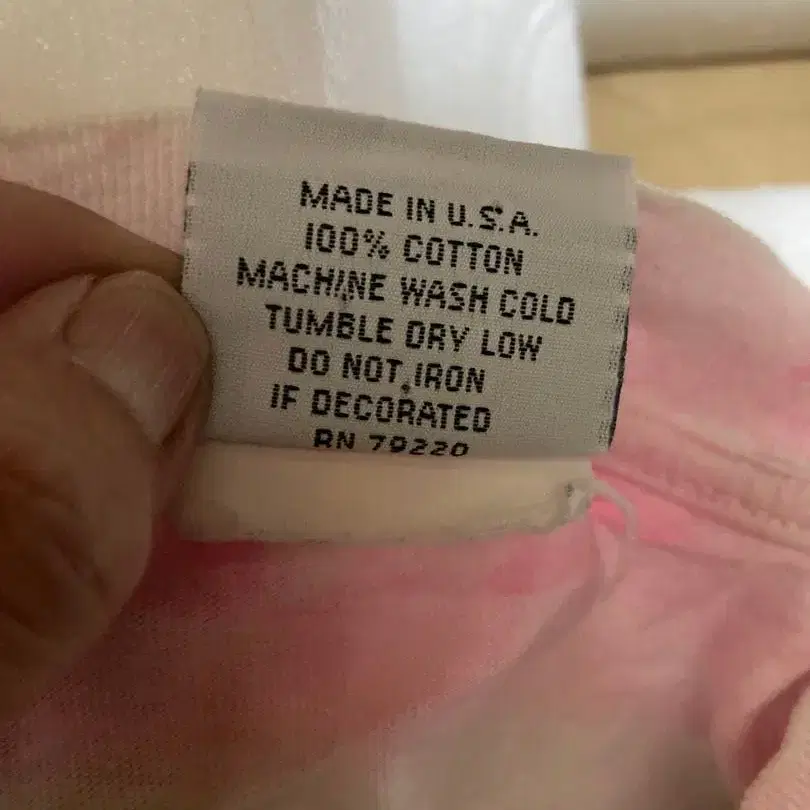 MADE IN U.S.A.
100% COTTON
MACHINE WASH COLD
TUMBLE DRY LOW
DO NOT IRON
IF DECORATED
RN 79220